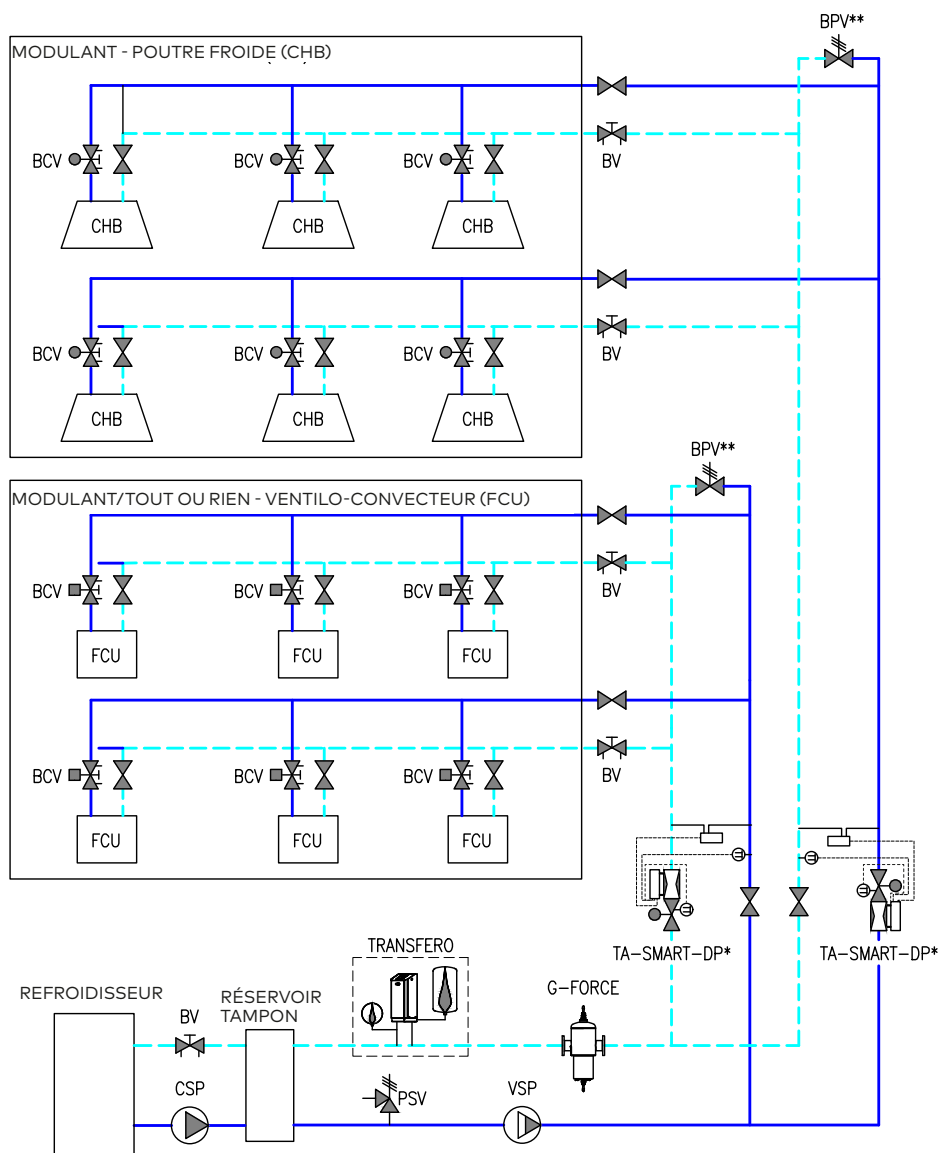 BPV**
MODULANT - POUTRE FROIDE (CHB)
BCV BCV BCV BV
CHB CHB CHB
BCV BCV BCV BV
CHB CHB CHB
BPV**
MODULANT/TOUT OU RIEN - VENTILO-CONVECTEUR (FCU)
BCV BCV BCV BV
FCU FCU FCU
BCV BCV BCV BV
FCU FCU FCU
TA-SMART-DP* TA-SMART-DP*
TRANSFERO
G-FORCE
REFROIDISSEUR
RÉSERVOIR
TAMPON
BV
CSP PSV VSP